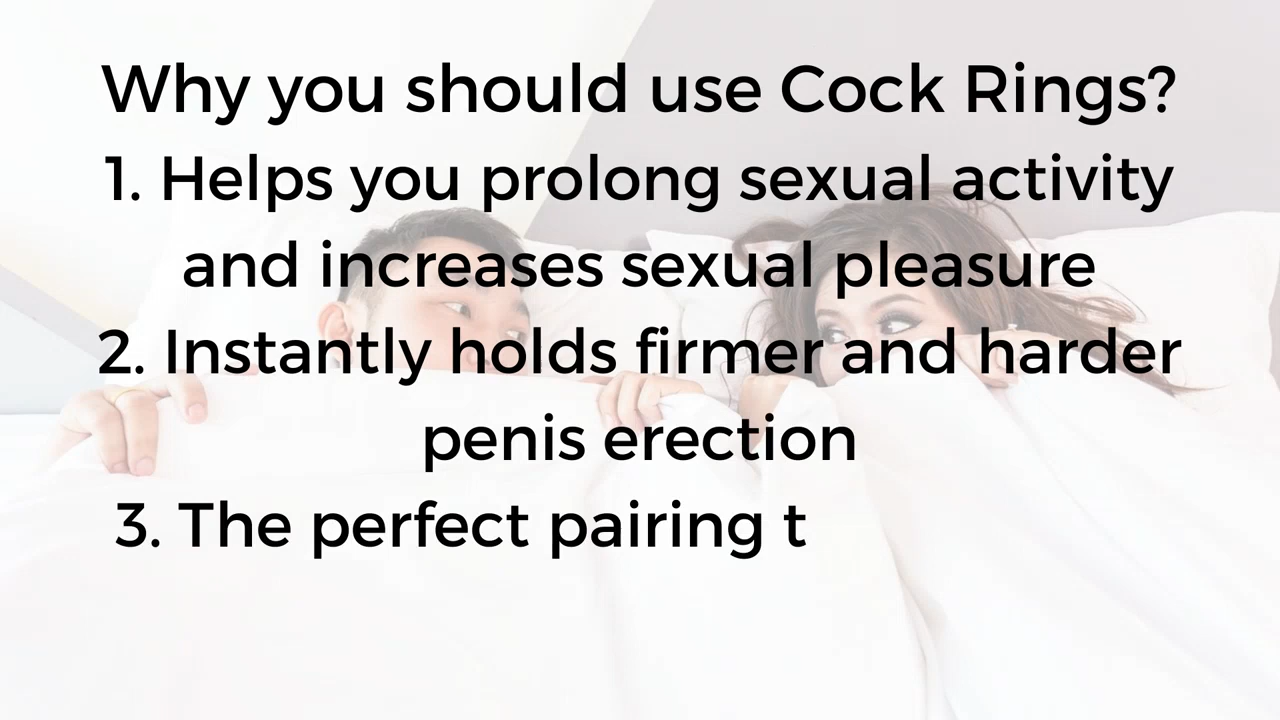 Why you should use Cock Rings?
1. Helps you prolong sexual activity
and increases sexual pleasure
2. Instantly holds firmer and harder
penis erection
3. The perfect pairing t